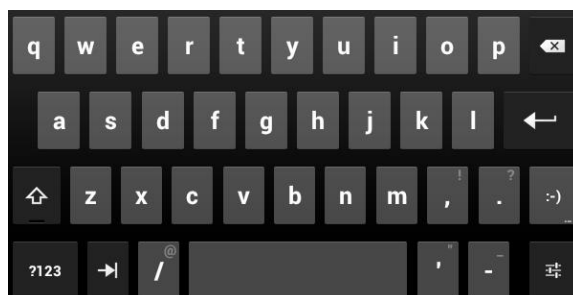 q w e r t y u i o p
a s d f g h j k l
z x c v b n m , ! . ? :-) ...
?123 / @ ' " - _